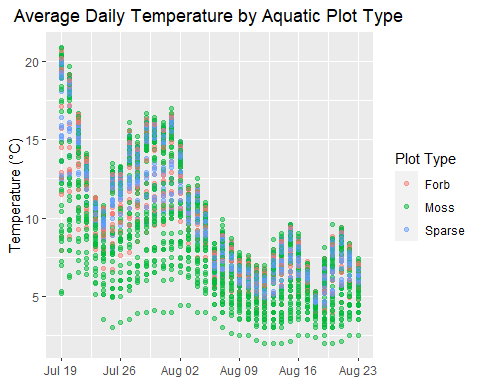 Average Daily Temperature by Aquatic Plot Type
Temperature (°C)
20
15
10
5
Jul 19
Jul 26
Aug 02
Aug 09
Aug 16
Aug 23
Plot Type
Forb
Moss
Sparse